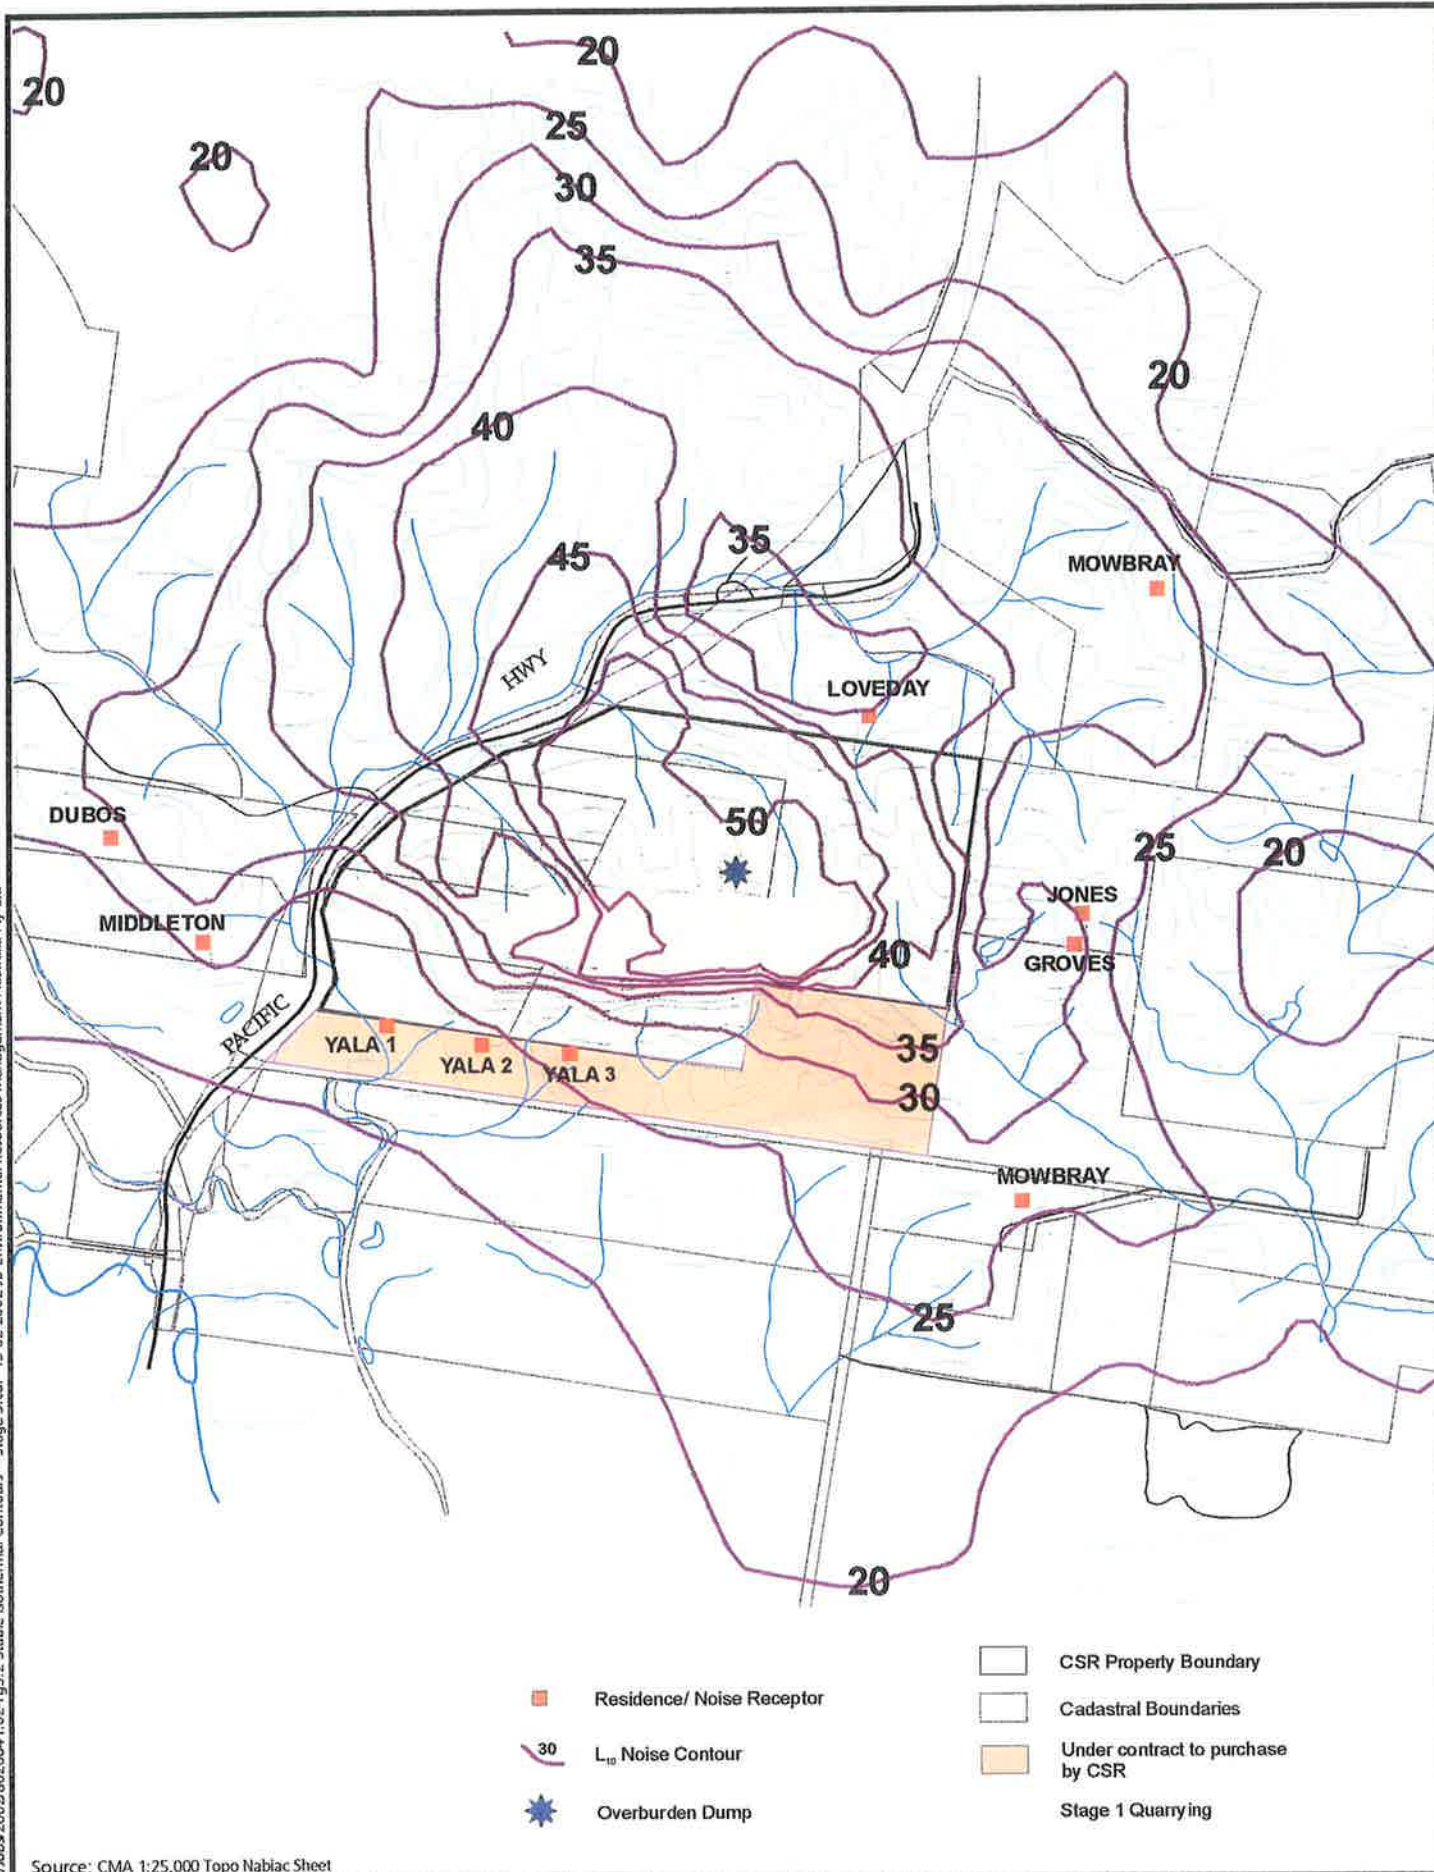 20
20
20
25
30
35
20
40
45
35
MOWBRAY
HWY
LOVEDAY
DUBOS
50
25
20
MIDDLETON
JONES
40
GROVES
PACIFIC
YALA 1
YALA 2
YALA 3
35
30
MOWBRAY
25
20
Residence/ Noise Receptor
30
L10 Noise Contour
Overburden Dump
CSR Property Boundary
Cadastral Boundaries
Under contract to purchase
by CSR
Stage 1 Quarrying
Source: CMA 1:25,000 Topo Nabiac Sheet